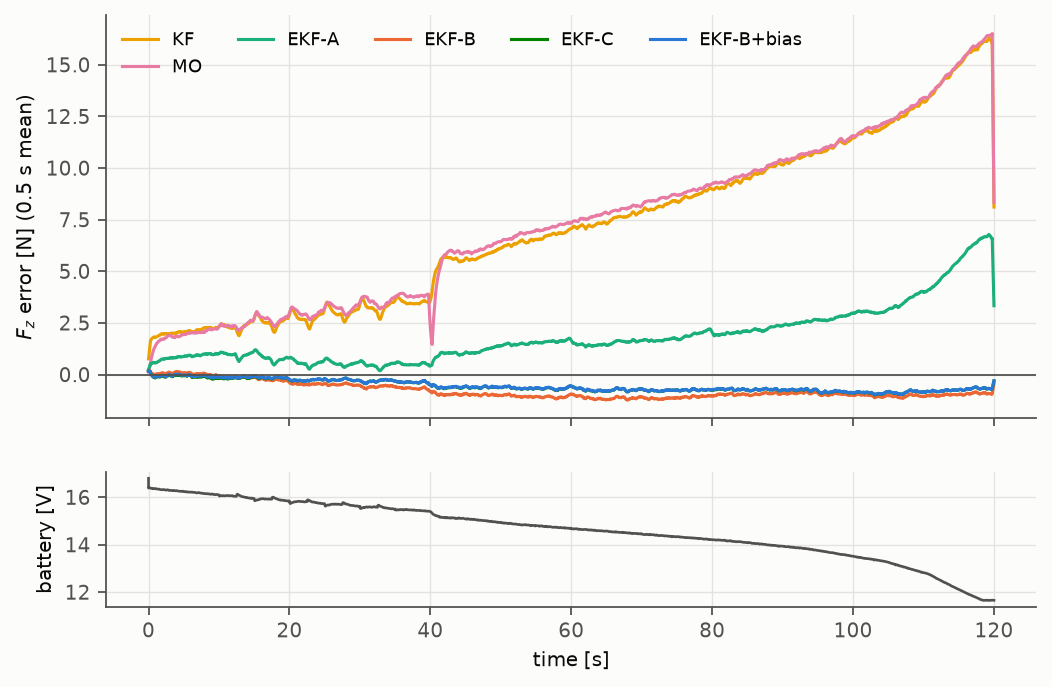 KF EKF-A EKF-B EKF-C EKF-B+bias
MO
F_z error [N] (0.5 s mean)
15.0
12.5
10.0
7.5
5.0
2.5
0.0
battery [V]
16
14
12
0 20 40 60 80 100 120
time [s]